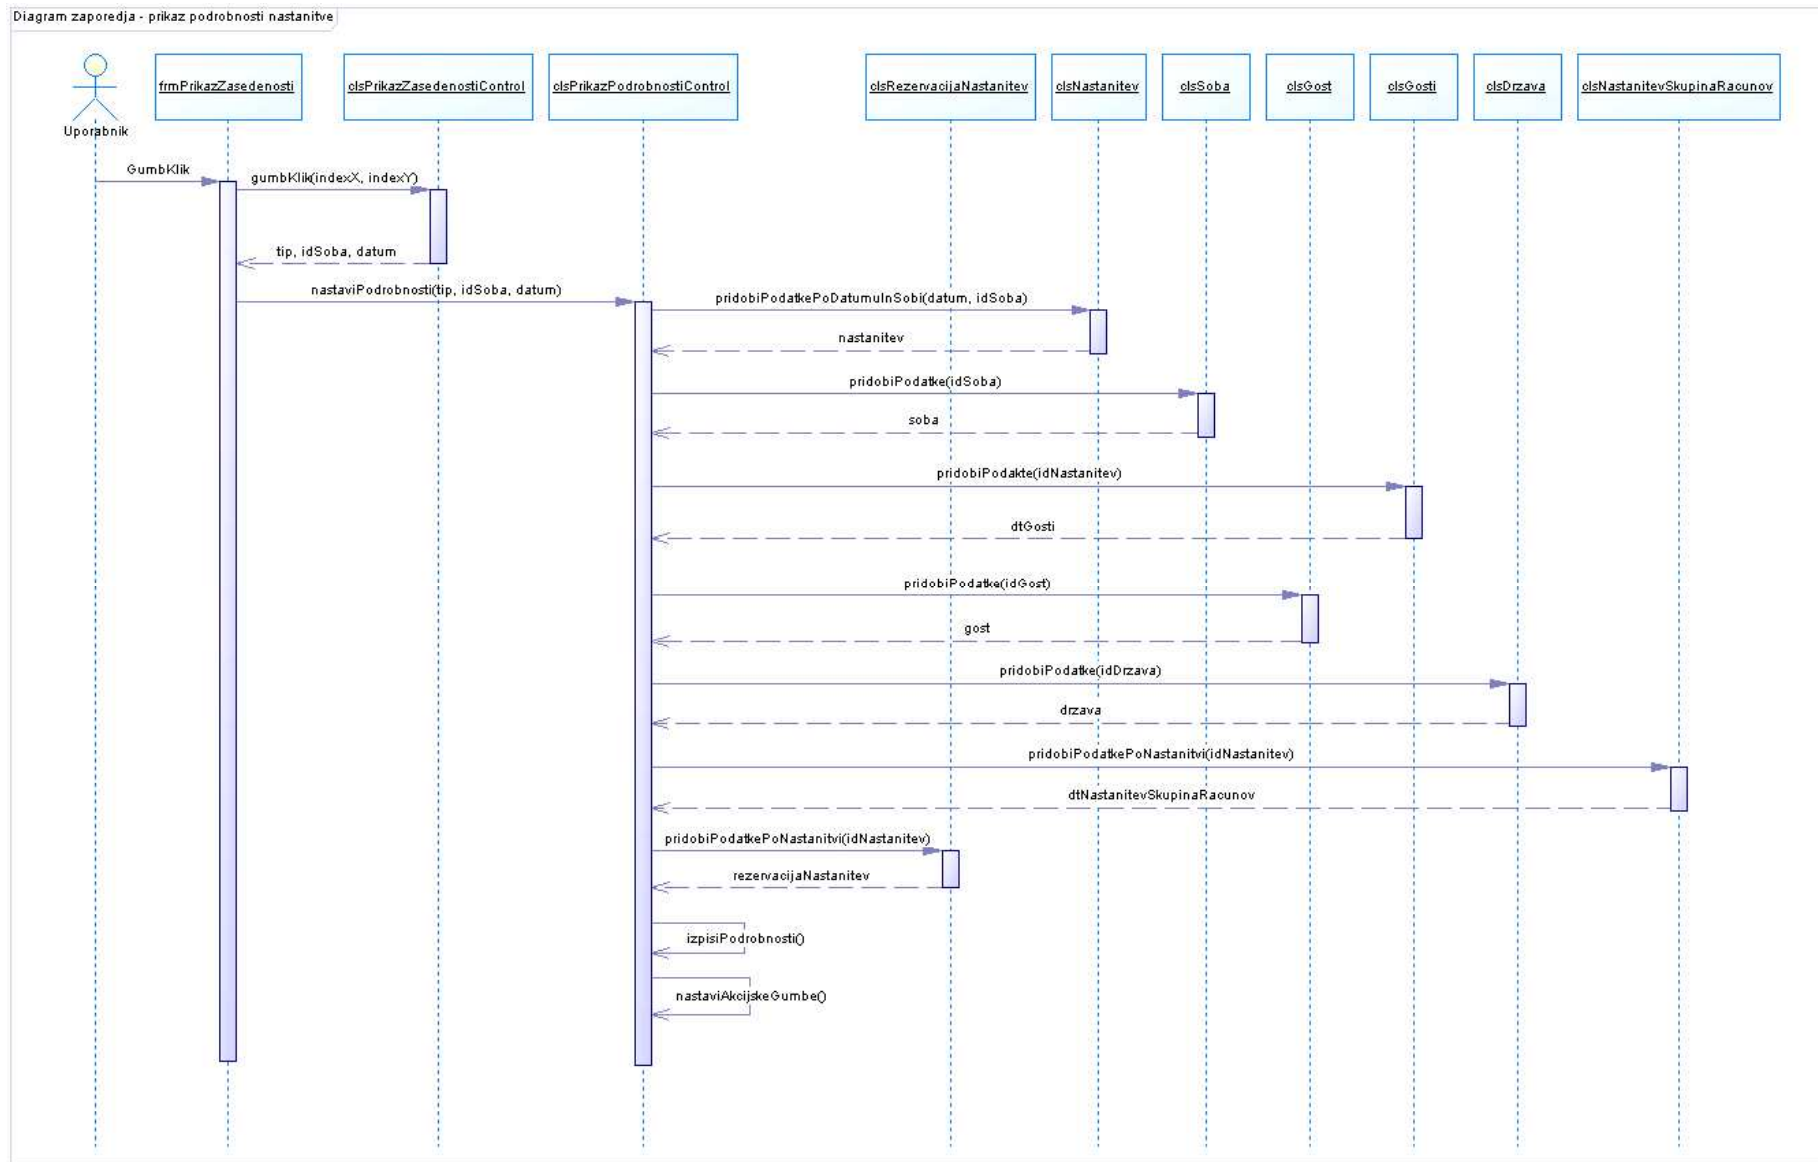 Diagram zaporedja - prikaz podrobnosti nastanitve
Uporabnik
frmPrikazZasedenosti
clsPrikazZasedenostiControl
clsPrikazPodrobnostiControl
clsRezervacijaNastanitev
clsNastanitev
clsSoba
clsGost
clsGosti
clsDrzava
clsNastanitevSkupinaRacunov
GumbKlik
gumbKlik(indexX, indexY)
tip, idSoba, datum
nastaviPodrobnosti(tip, idSoba, datum)
pridobiPodatkePoDatumuInSobi(datum, idSoba)
nastanitev
pridobiPodatke(idSoba)
soba
pridobiPodakte(idNastanitev)
dtGosti
pridobiPodatke(idGost)
gost
pridobiPodatke(idDrzava)
drzava
pridobiPodatkePoNastanitvi(idNastanitev)
dtNastanitevSkupinaRacunov
pridobiPodatkePoNastanitvi(idNastanitev)
rezervacijaNastanitev
izpisiPodrobnosti()
nastaviAkcijskeGumbe()